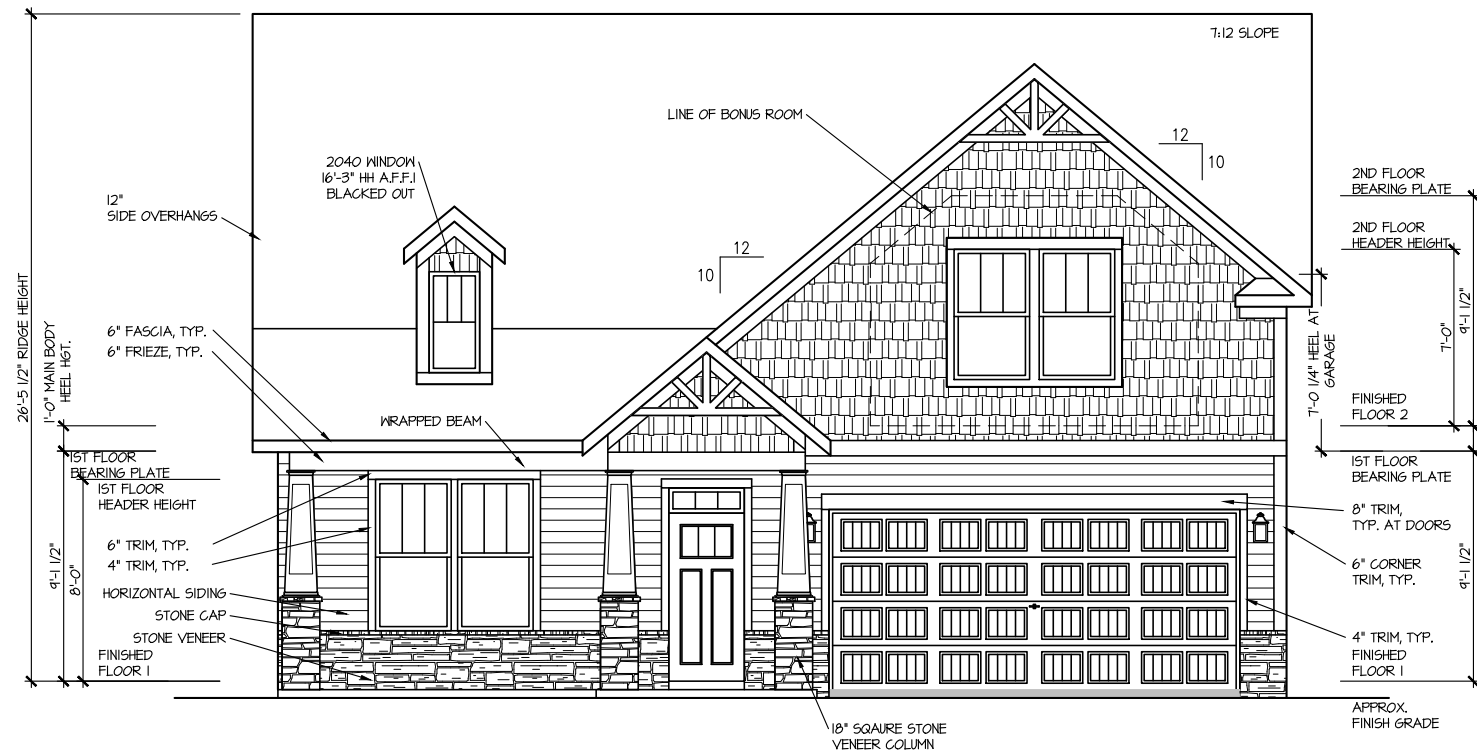 7:12 SLOPE
LINE OF BONUS ROOM
12
10
2040 WINDOW
16'-3" HH A.F.F.1
BLACKED OUT
2ND FLOOR
BEARING PLATE
12"
SIDE OVERHANGS
2ND FLOOR
HEADER HEIGHT
12
10
26'-5 1/2" RIDGE HEIGHT
1'-0" MAIN BODY
HEEL HGT.
6" FASCIA, TYP.
6" FRIEZE, TYP.
7'-0 1/4" HEEL AT
GARAGE
7'-0"
9'-1 1/2"
WRAPPED BEAM
FINISHED
FLOOR 2
1ST FLOOR
BEARING PLATE
1ST FLOOR
HEADER HEIGHT
1ST FLOOR
BEARING PLATE
8" TRIM,
TYP. AT DOORS
6" TRIM, TYP.
4" TRIM, TYP.
9'-1 1/2"
8'-0"
6" CORNER
TRIM, TYP.
9'-1 1/2"
HORIZONTAL SIDING
STONE CAP
STONE VENEER
FINISHED
FLOOR 1
4" TRIM, TYP.
FINISHED
FLOOR 1
APPROX.
FINISH GRADE
18" SQAURE STONE
VENEER COLUMN